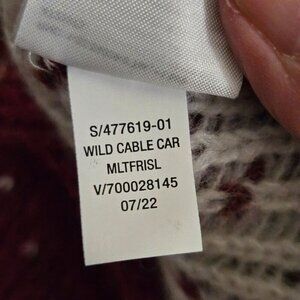 S/477619-01
WILD CABLE CAR
MLTFRISL
V/700028145
07/22